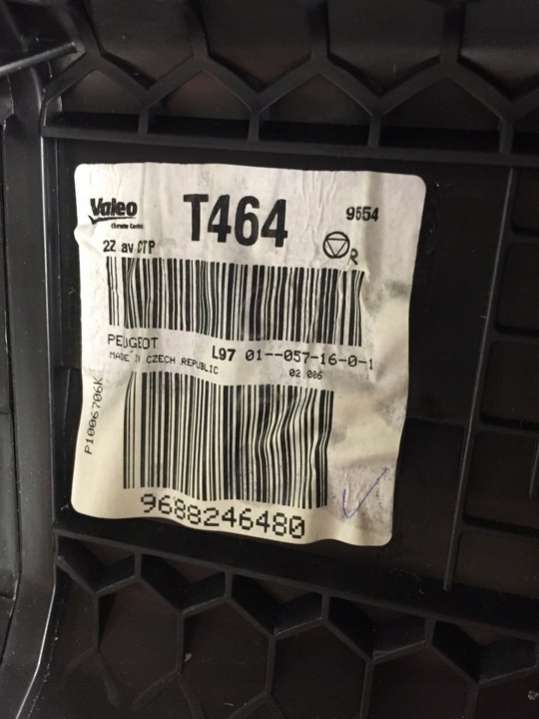 Valeo
T464
9654
Climate Control
22 av CTP
R
PEUGEOT
L97 01--057-16-0-1
MADE IN CZECH REPUBLIC
02 006
P1006706K
9688246480